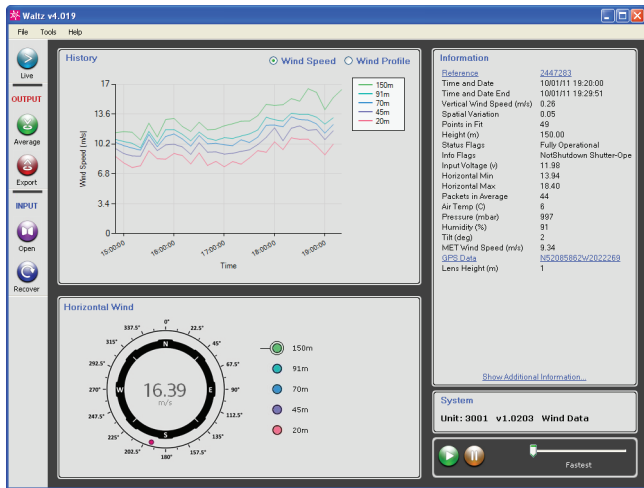 Waltz v4.019
File Tools Help
Live
OUTPUT
Average
Export
INPUT
Open
Recover
History
Wind Speed Wind Profile
17
13.6
10.2
6.8
3.4
0
Wind Speed [m/s]
15:00:00 16:00:00 17:00:00 18:00:00 19:00:00
Time
150m
91m
70m
45m
20m
Horizontal Wind
0°
22.5°
45°
67.5°
90°
112.5°
135°
157.5°
180°
202.5°
225°
247.5°
270°
292.5°
315°
337.5°
N
E
S
W
16.39
m/s
150m
91m
70m
45m
20m
Information
Reference 2447283
Time and Date 10/01/11 19:20:00
Time and Date End 10/01/11 19:29:51
Vertical Wind Speed (m/s) 0.26
Spatial Variation 0.05
Points in Fit 49
Height (m) 150.00
Status Flags Fully Operational
Info Flags NotShutdown Shutter-Ope
Input Voltage (v) 11.98
Horizontal Min 13.94
Horizontal Max 18.40
Packets in Average 44
Air Temp (C) 6
Pressure (mbar) 997
Humidity (%) 91
Tilt (deg) 2
MET Wind Speed (m/s) 9.34
GPS Data N52085862W2022269
Lens Height (m) 1
Show Additional Information...
System
Unit: 3001 v1.0203 Wind Data
Fastest